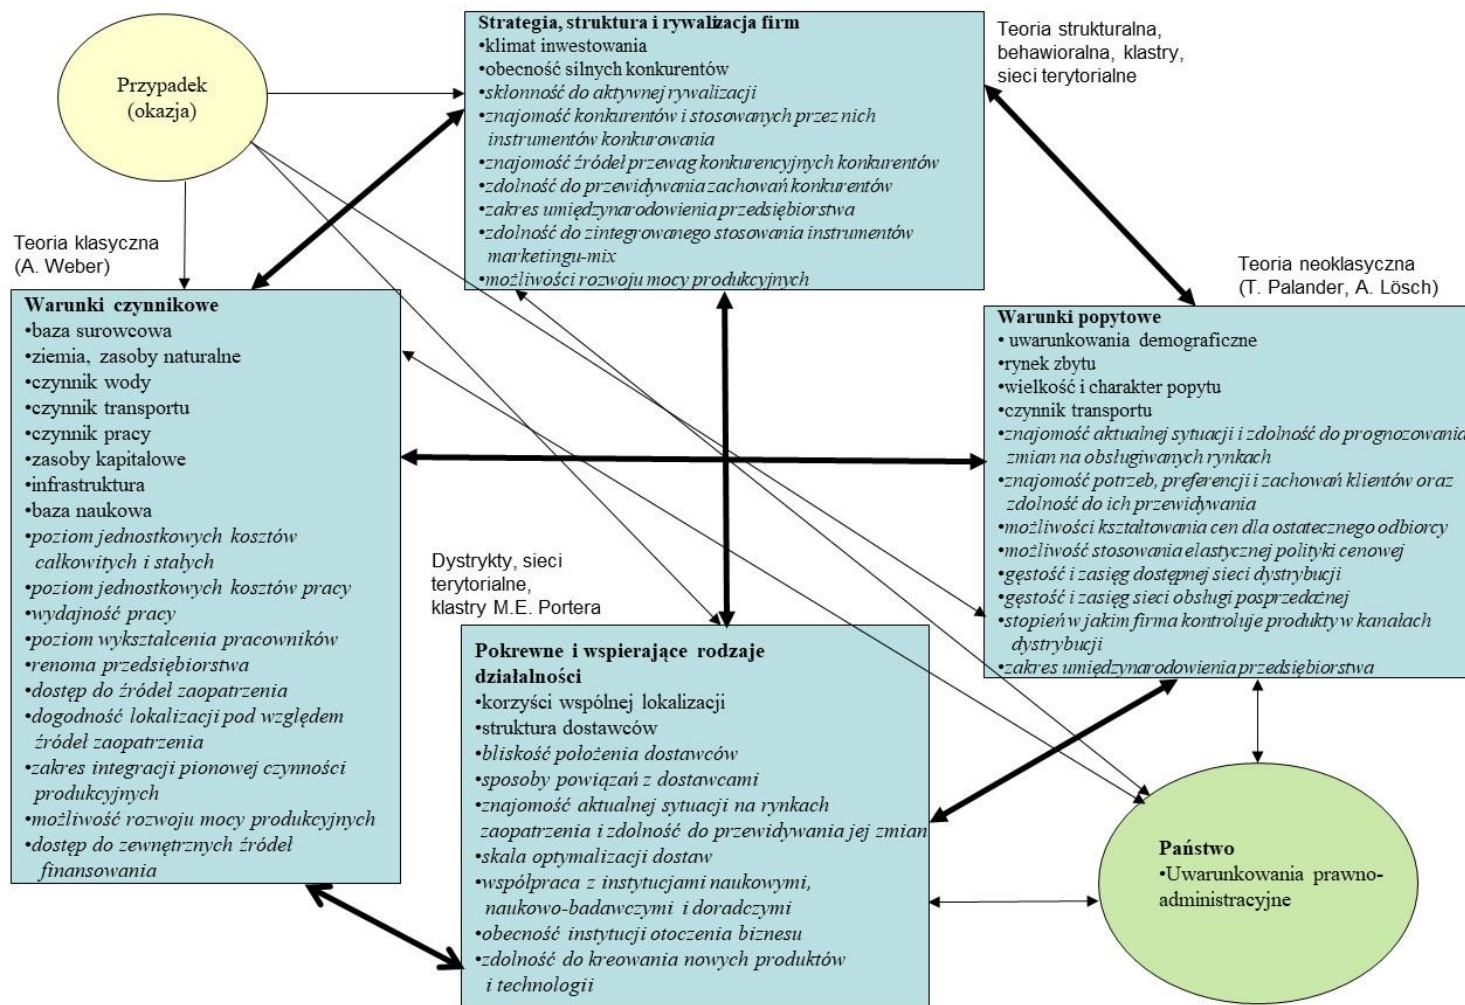 Przypadek
(okazja)
Strategia, struktura i rywalizacja firm
•klimat inwestowania
•obecność silnych konkurentów
•skłonność do aktywnej rywalizacji
•znajomość konkurentów i stosowanych przez nich
instrumentów konkurowania
•znajomość źródeł przewag konkurencyjnych konkurentów
•zdolność do przewidywania zachowań konkurentów
•zakres umiędzynarodowienia przedsiębiorstwa
•zdolność do zintegrowanego stosowania instrumentów
marketingu-mix
•możliwości rozwoju mocy produkcyjnych
Teoria strukturalna,
behawioralna, klastry,
sieci terytorialne
Teoria klasyczna
(A. Weber)
Warunki czynnikowe
•baza surowcowa
•ziemia, zasoby naturalne
•czynnik wody
•czynnik transportu
•czynnik pracy
•zasoby kapitałowe
•infrastruktura
•baza naukowa
•poziom jednostkowych kosztów
całkowitych i stałych
•poziom jednostkowych kosztów pracy
•wydajność pracy
•poziom wykształcenia pracowników
•renoma przedsiębiorstwa
•dostęp do źródeł zaopatrzenia
•dogodność lokalizacji pod względem
źródeł zaopatrzenia
•zakres integracji pionowej czynności
produkcyjnych
•możliwość rozwoju mocy produkcyjnych
•dostęp do zewnętrznych źródeł
finansowania
Teoria neoklasyczna
(T. Palander, A. Lösch)
Warunki popytowe
• uwarunkowania demograficzne
•rynek zbytu
•wielkość i charakter popytu
•czynnik transportu
•znajomość aktualnej sytuacji i zdolność do prognozowania
zmian na obsługiwanych rynkach
•znajomość potrzeb, preferencji i zachowań klientów oraz
zdolność do ich przewidywania
•możliwości kształtowania cen dla ostatecznego odbiorcy
•możliwość stosowania elastycznej polityki cenowej
•gęstość i zasięg dostępnej sieci dystrybucji
•gęstość i zasięg sieci obsługi posprzedażnej
•stopień w jakim firma kontroluje produkty w kanałach
dystrybucji
•zakres umiędzynarodowienia przedsiębiorstwa
Dystrykty, sieci
terytorialne,
klastry M.E. Portera
Pokrewne i wspierające rodzaje
działalności
•korzyści wspólnej lokalizacji
•struktura dostawców
•bliskość położenia dostawców
•sposoby powiązań z dostawcami
•znajomość aktualnej sytuacji na rynkach
zaopatrzenia i zdolność do przewidywania jej zmian
•skala optymalizacji dostaw
•współpraca z instytucjami naukowymi,
naukowo-badawczymi i doradczymi
•obecność instytucji otoczenia biznesu
•zdolność do kreowania nowych produktów
i technologii
Państwo
•Uwarunkowania prawno-
administracyjne